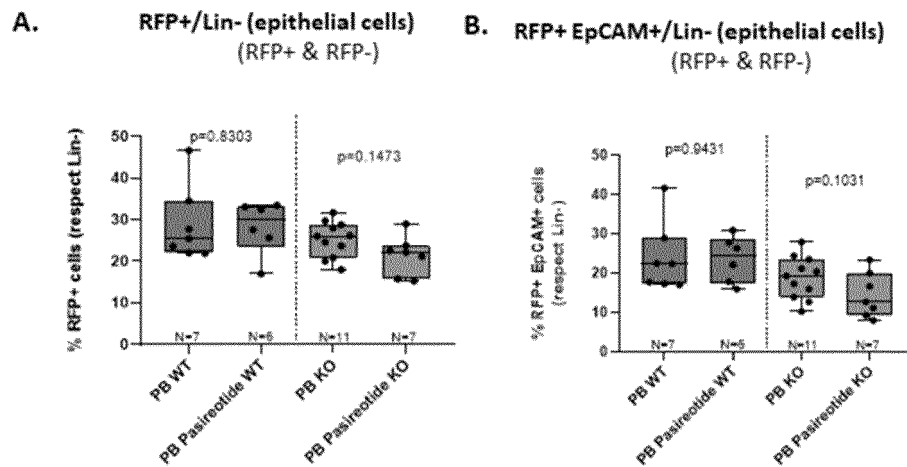 A.
RFP+/Lin- (epithelial cells)
(RFP+ & RFP-)
% RFP+ cells (respect Lin-)
50
40
30
20
10
0
p=0.8303
p=0.1473
N=7
N=6
N=11
N=7
PB WT
PB Pasireotide WT
PB KO
PB Pasireotide KO
B.
RFP+ EpCAM+/Lin- (epithelial cells)
(RFP+ & RFP-)
% RFP+ EpCAM+ cells
(respect Lin-)
50
40
30
20
10
0
p=0.9431
p=0.1031
N=7
N=6
N=11
N=7
PB WT
PB Pasireotide WT
PB KO
PB Pasireotide KO